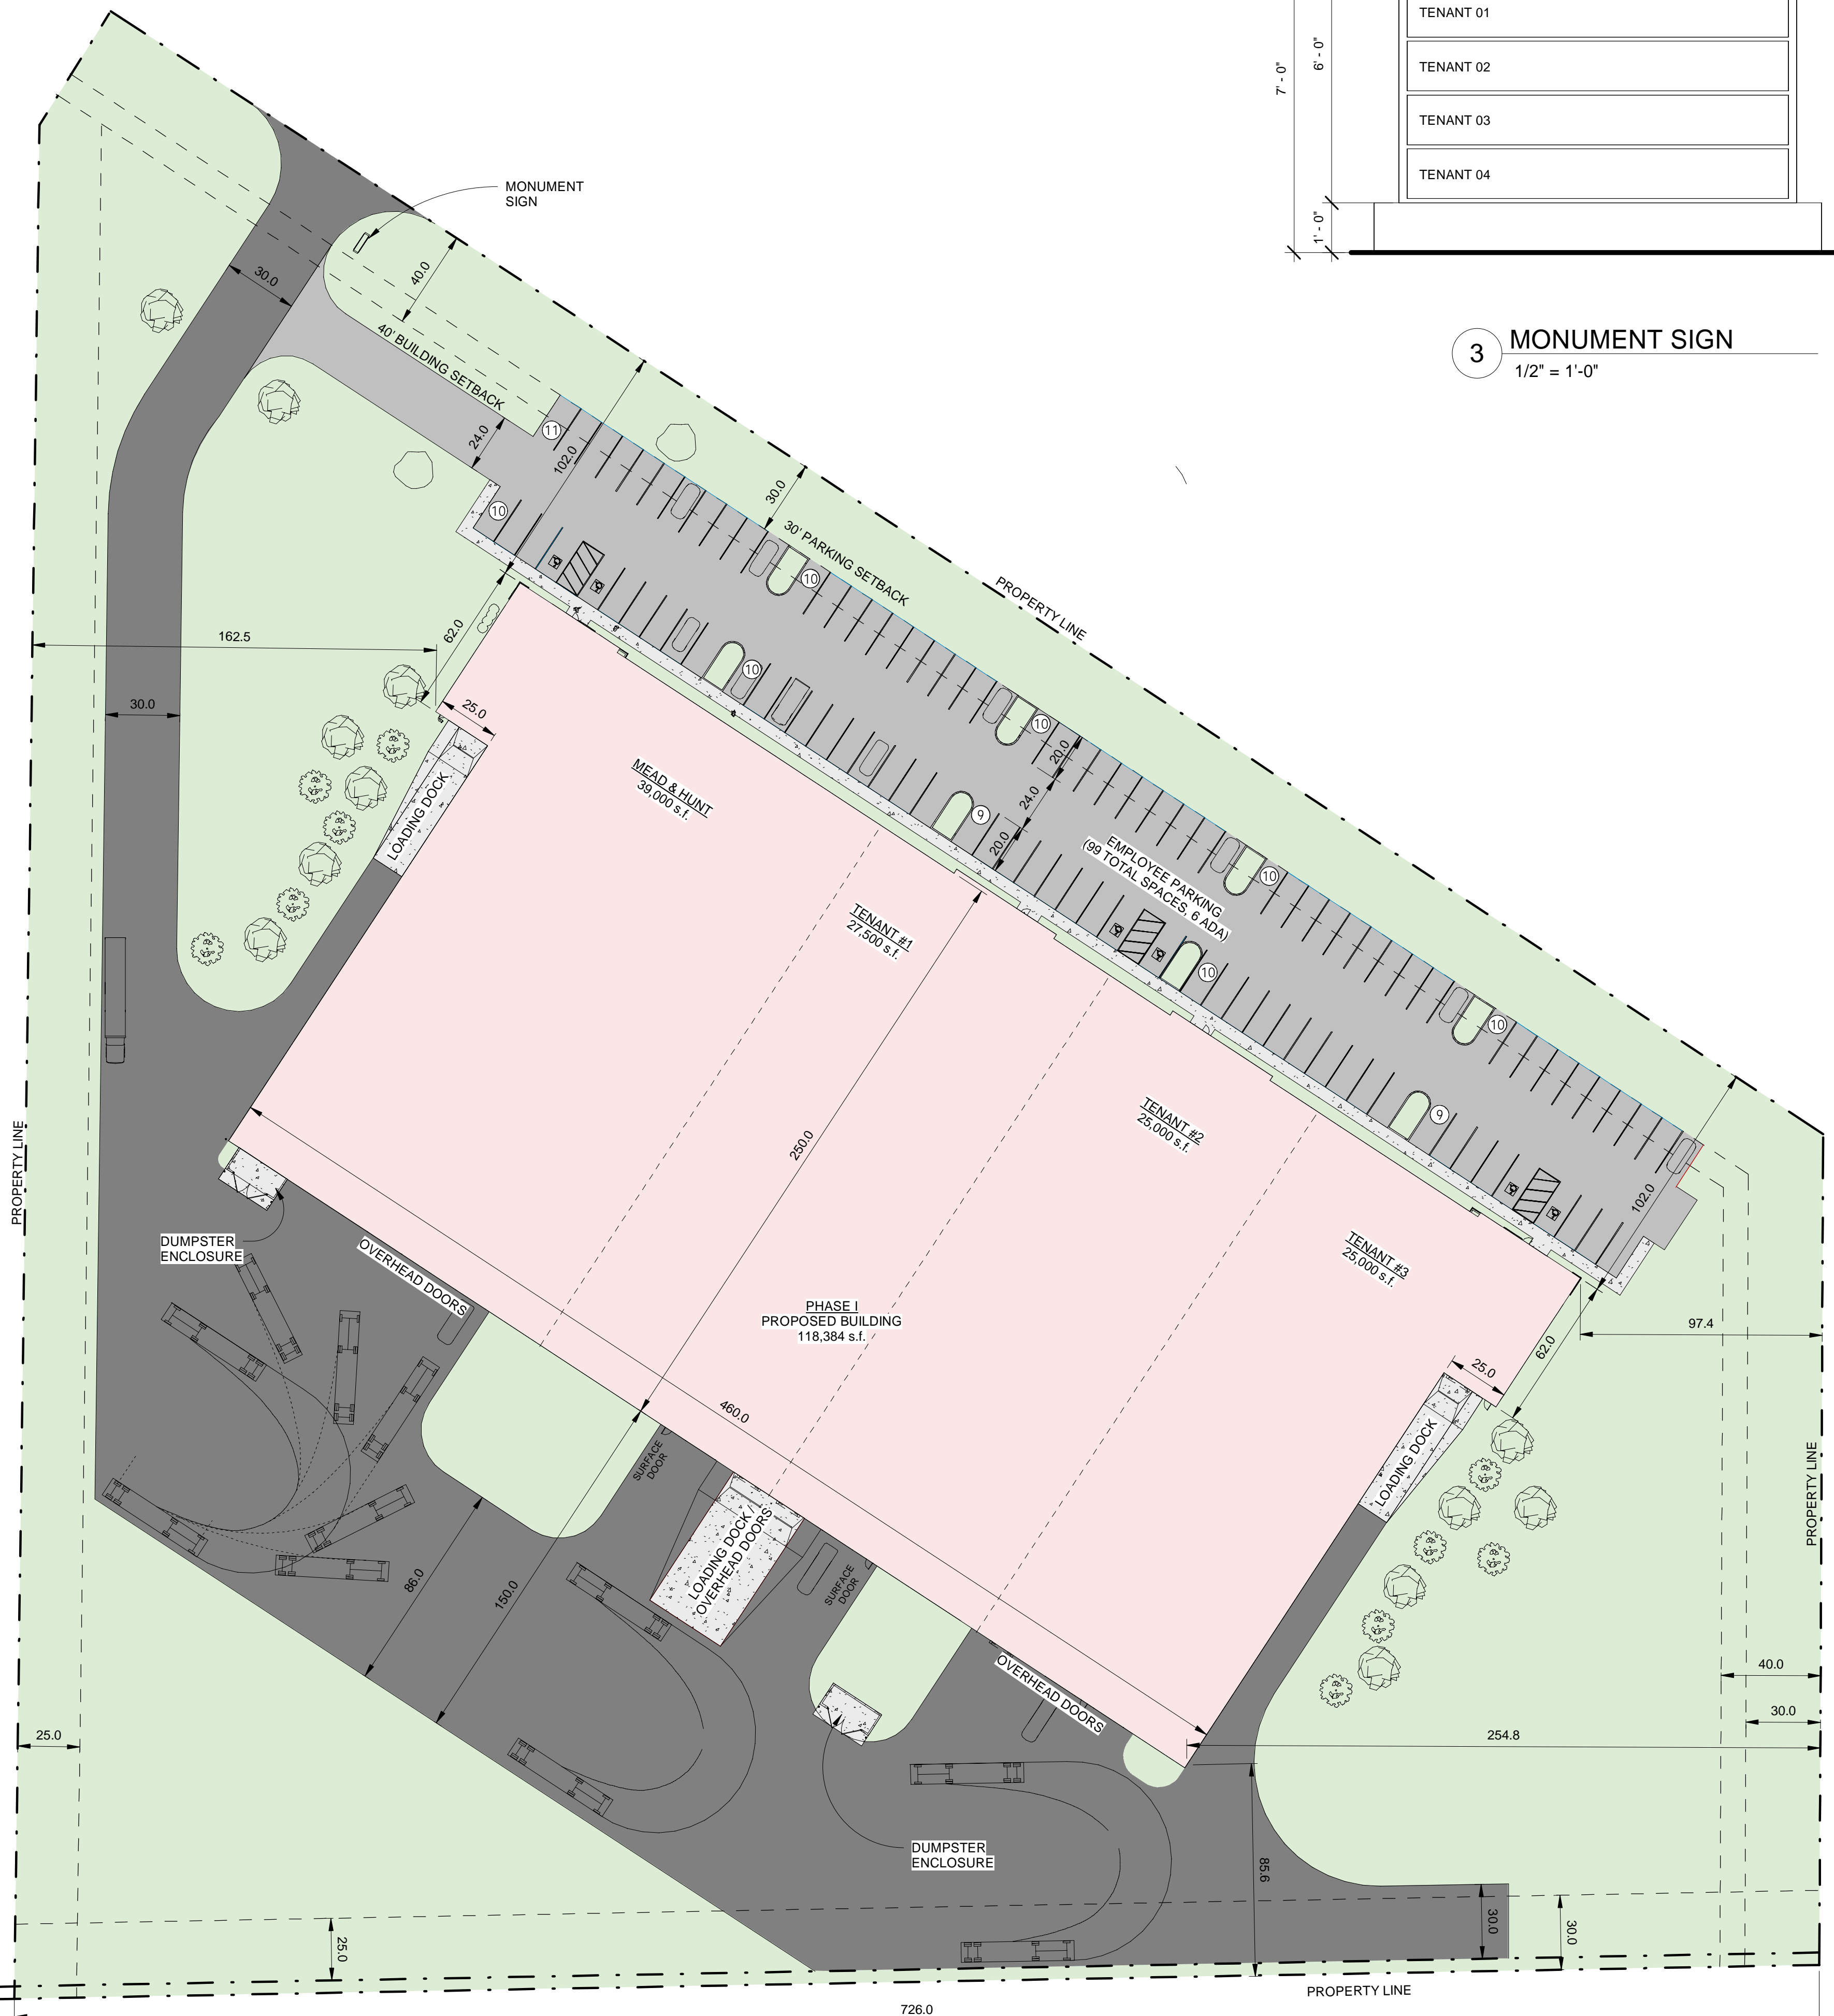 TENANT 01
TENANT 02
TENANT 03
TENANT 04
7' - 0"
6' - 0"
1' - 0"
3
MONUMENT SIGN
1/2" = 1'-0"
MONUMENT
SIGN
40.0
30.0
40' BUILDING SETBACK
24.0
11
102.0
10
30.0
30' PARKING SETBACK
10
PROPERTY LINE
62.0
162.5
10
30.0
25.0
10
20.0
24.0
20.0
LOADING DOCK
MEAD & HUNT
39,000 s.f.
9
EMPLOYEE PARKING
(99 TOTAL SPACES, 6 ADA)
10
TENANT #1
27,500 s.f.
10
10
PROPERTY LINE
250.0
TENANT #2
25,000 s.f.
9
102.0
DUMPSTER
ENCLOSURE
OVERHEAD DOORS
TENANT #3
25,000 s.f.
PHASE I
PROPOSED BUILDING
118,384 s.f.
97.4
62.0
25.0
460.0
SURFACE
DOOR
LOADING DOCK
PROPERTY LINE
LOADING DOCK /
OVERHEAD DOORS
SURFACE
DOOR
86.0
150.0
OVERHEAD DOORS
40.0
30.0
25.0
254.8
DUMPSTER
ENCLOSURE
85.6
30.0
30.0
25.0
PROPERTY LINE
726.0